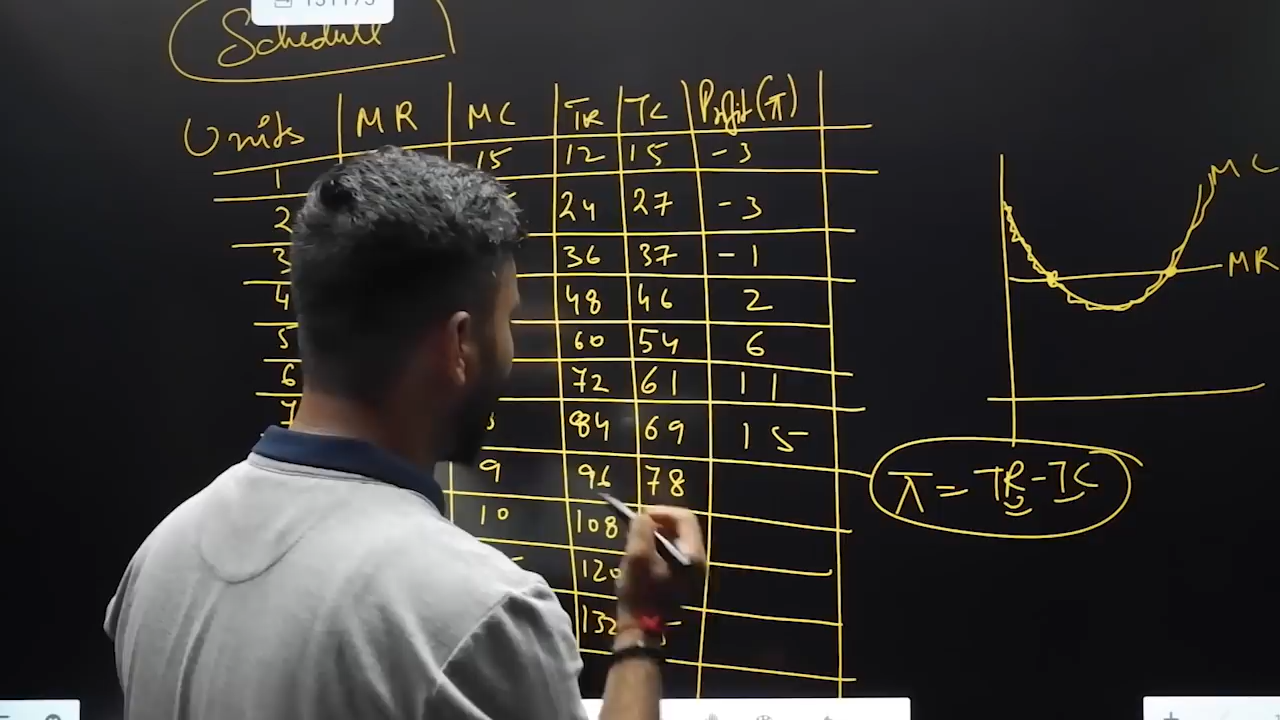 Schedule
Units MR MC TR TC Profit (π)
1 15 12 15 -3
2 24 27 -3
3 36 37 -1
4 48 46 2
5 60 54 6
6 72 61 11
7 84 69 15
9 96 78
10 108
120
132
MC
MR
π = TR - TC